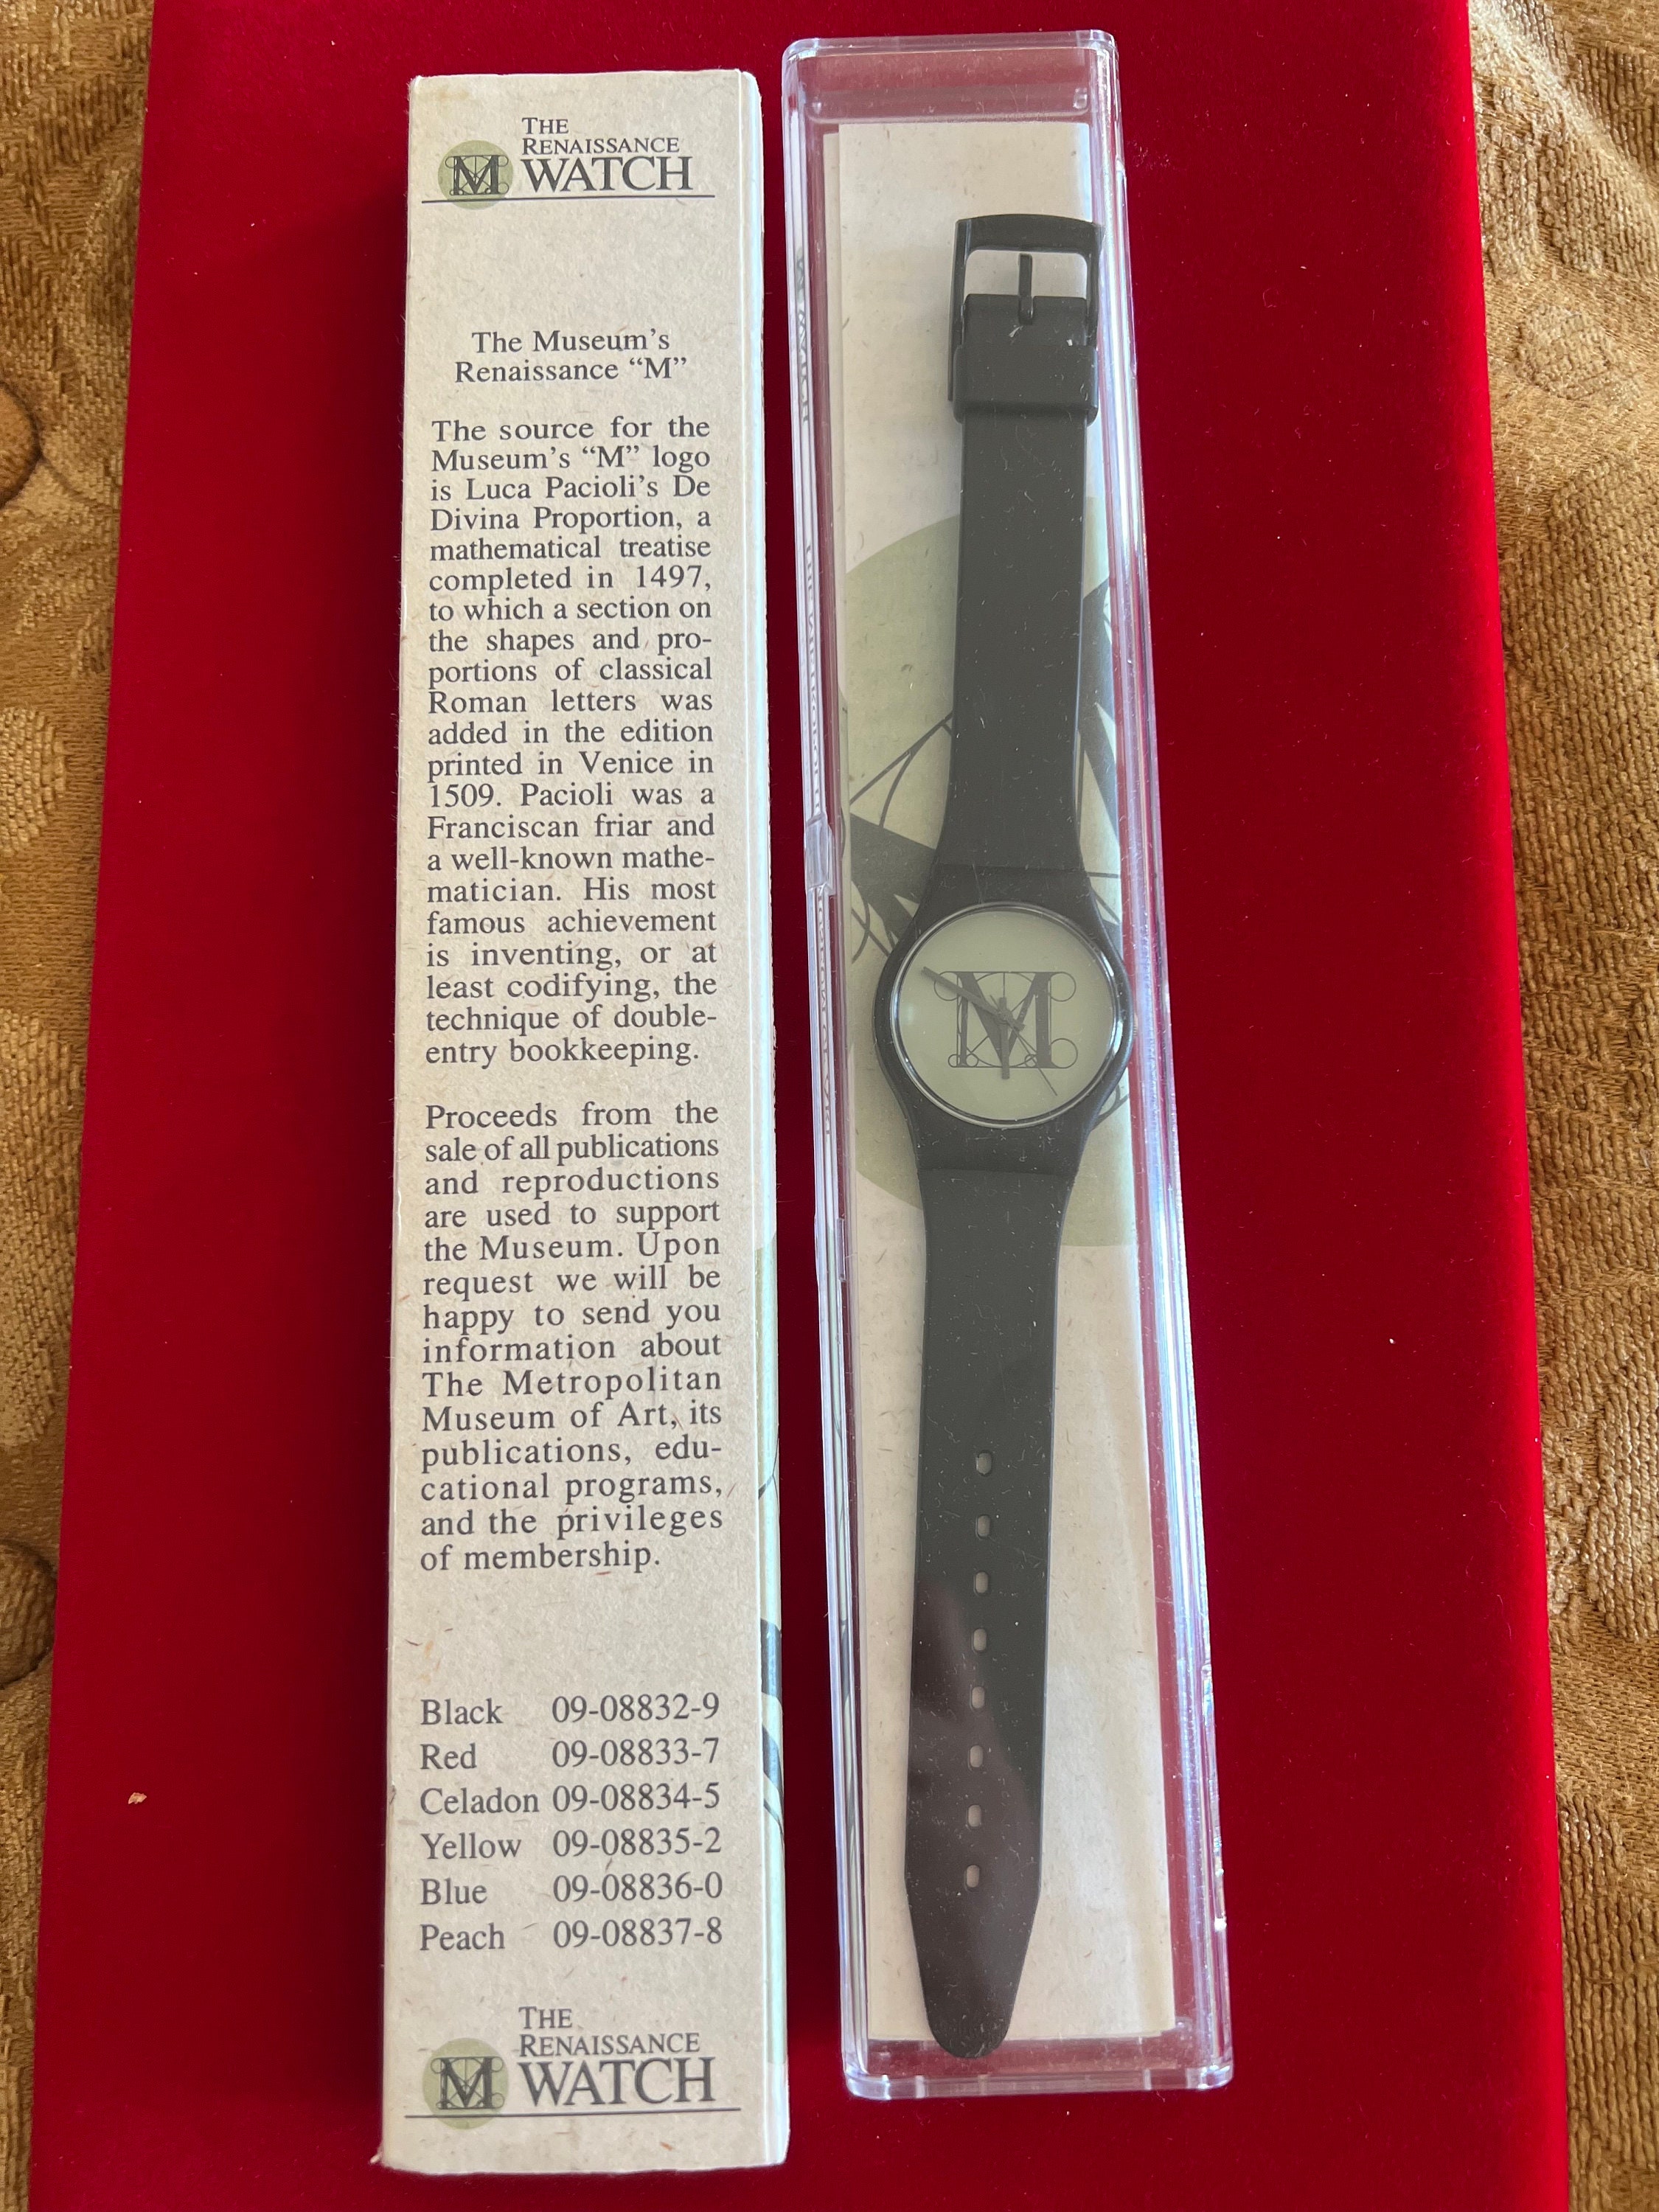 THE
RENAISSANCE
M WATCH
The Museum's
Renaissance “M”
The source for the
Museum's “M” logo
is Luca Pacioli's De
Divina Proportion, a
mathematical treatise
completed in 1497,
to which a section on
the shapes and pro-
portions of classical
Roman letters was
added in the edition
printed in Venice in
1509. Pacioli was a
Franciscan friar and
a well-known mathe-
matician. His most
famous achievement
is inventing, or at
least codifying, the
technique of double-
entry bookkeeping.
Proceeds from the
sale of all publications
and reproductions
are used to support
the Museum. Upon
request we will be
happy to send you
information about
The Metropolitan
Museum of Art, its
publications, edu-
cational programs,
and the privileges
of membership.
Black 09-08832-9
Red 09-08833-7
Celadon 09-08834-5
Yellow 09-08835-2
Blue 09-08836-0
Peach 09-08837-8
THE
RENAISSANCE
M WATCH
M